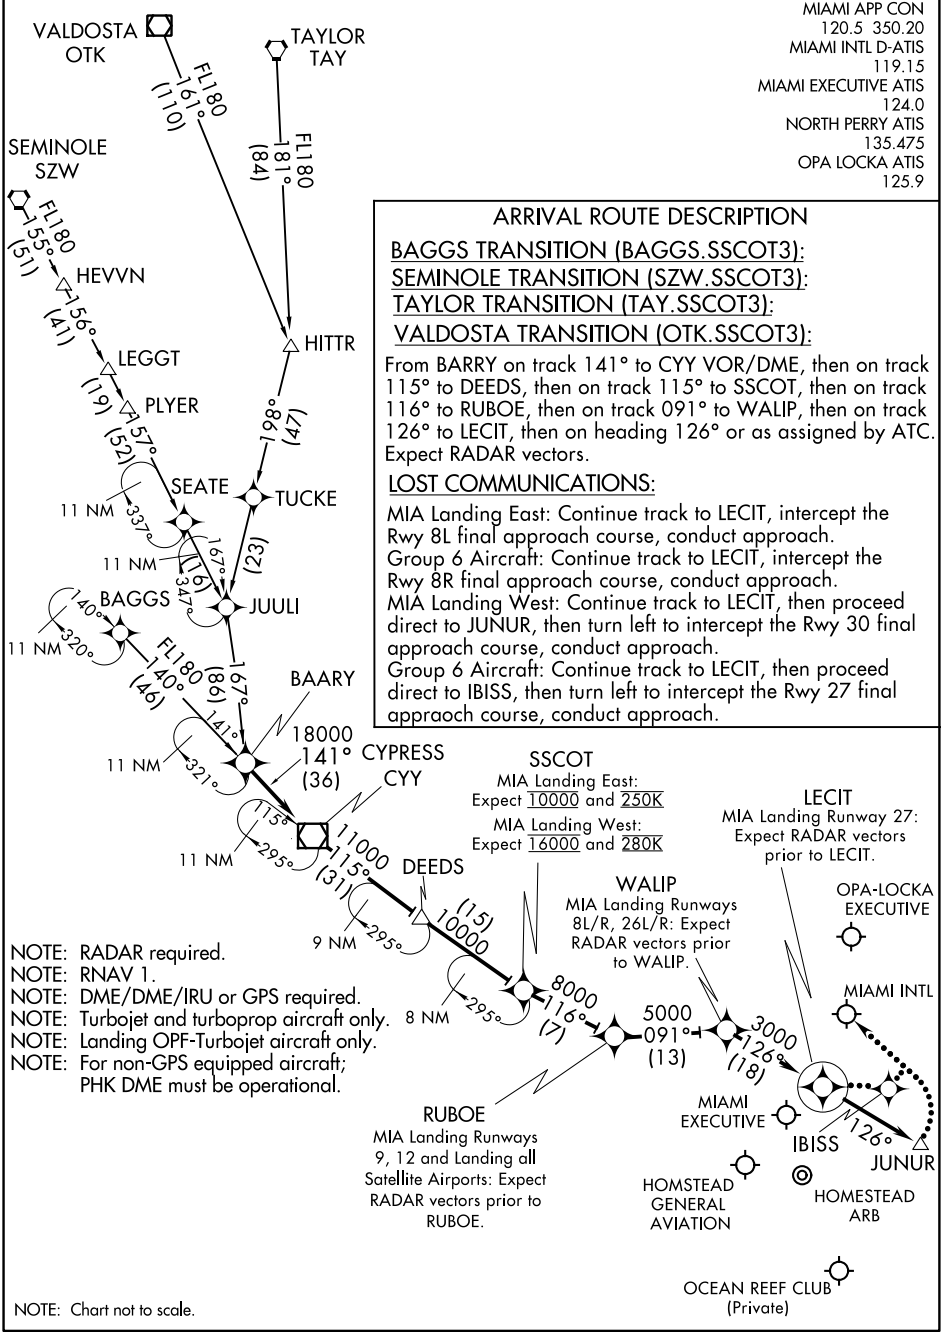 MIAMI APP CON
120.5 350.20
MIAMI INTL D-ATIS
119.15
MIAMI EXECUTIVE ATIS
124.0
NORTH PERRY ATIS
135.475
OPA LOCKA ATIS
125.9
VALDOSTA
OTK
TAYLOR
TAY
FL180
161°
(110)
FL180
181°
(84)
SEMINOLE
SZW
FL180
155°
(51)
HEVVN
156°
(41)
LEGGT
(19)
PLYER
157°
(52)
HITTR
198°
(47)
SEATE
TUCKE
11 NM
337°
11 NM
(16)
167°
347°
(23)
JUULI
BAGGS
140°
320°
11 NM
FL180
140°
(46)
(86)
167°
141°
321°
11 NM
BAARY
18000
141°
(36)
CYPRESS
CYY
115°
295°
11 NM
11000
115°
(31)
DEEDS
295°
9 NM
(15)
10000
295°
8 NM
ARRIVAL ROUTE DESCRIPTION
BAGGS TRANSITION (BAGGS.SSCOT3):
SEMINOLE TRANSITION (SZW.SSCOT3):
TAYLOR TRANSITION (TAY.SSCOT3):
VALDOSTA TRANSITION (OTK.SSCOT3):
From BARRY on track 141° to CYY VOR/DME, then on track
115° to DEEDS, then on track 115° to SSCOT, then on track
116° to RUBOE, then on track 091° to WALIP, then on track
126° to LECIT, then on heading 126° or as assigned by ATC.
Expect RADAR vectors.
LOST COMMUNICATIONS:
MIA Landing East: Continue track to LECIT, intercept the
Rwy 8L final approach course, conduct approach.
Group 6 Aircraft: Continue track to LECIT, intercept the
Rwy 8R final approach course, conduct approach.
MIA Landing West: Continue track to LECIT, then proceed
direct to JUNUR, then turn left to intercept the Rwy 30 final
approach course, conduct approach.
Group 6 Aircraft: Continue track to LECIT, then proceed
direct to IBISS, then turn left to intercept the Rwy 27 final
appraoch course, conduct approach.
SSCOT
MIA Landing East:
Expect 10000 and 250K
MIA Landing West:
Expect 16000 and 280K
LECIT
MIA Landing Runway 27:
Expect RADAR vectors
prior to LECIT.
WALIP
MIA Landing Runways
8L/R, 26L/R: Expect
RADAR vectors prior
to WALIP.
OPA-LOCKA
EXECUTIVE
MIAMI INTL
8000
116°
(7)
5000
091°
(13)
3000
126°
(18)
RUBOE
MIA Landing Runways
9, 12 and Landing all
Satellite Airports: Expect
RADAR vectors prior to
RUBOE.
MIAMI
EXECUTIVE
IBISS
126°
JUNUR
HOMSTEAD
GENERAL
AVIATION
HOMESTEAD
ARB
OCEAN REEF CLUB
(Private)
NOTE: RADAR required.
NOTE: RNAV 1.
NOTE: DME/DME/IRU or GPS required.
NOTE: Turbojet and turboprop aircraft only.
NOTE: Landing OPF-Turbojet aircraft only.
NOTE: For non-GPS equipped aircraft;
PHK DME must be operational.
NOTE: Chart not to scale.